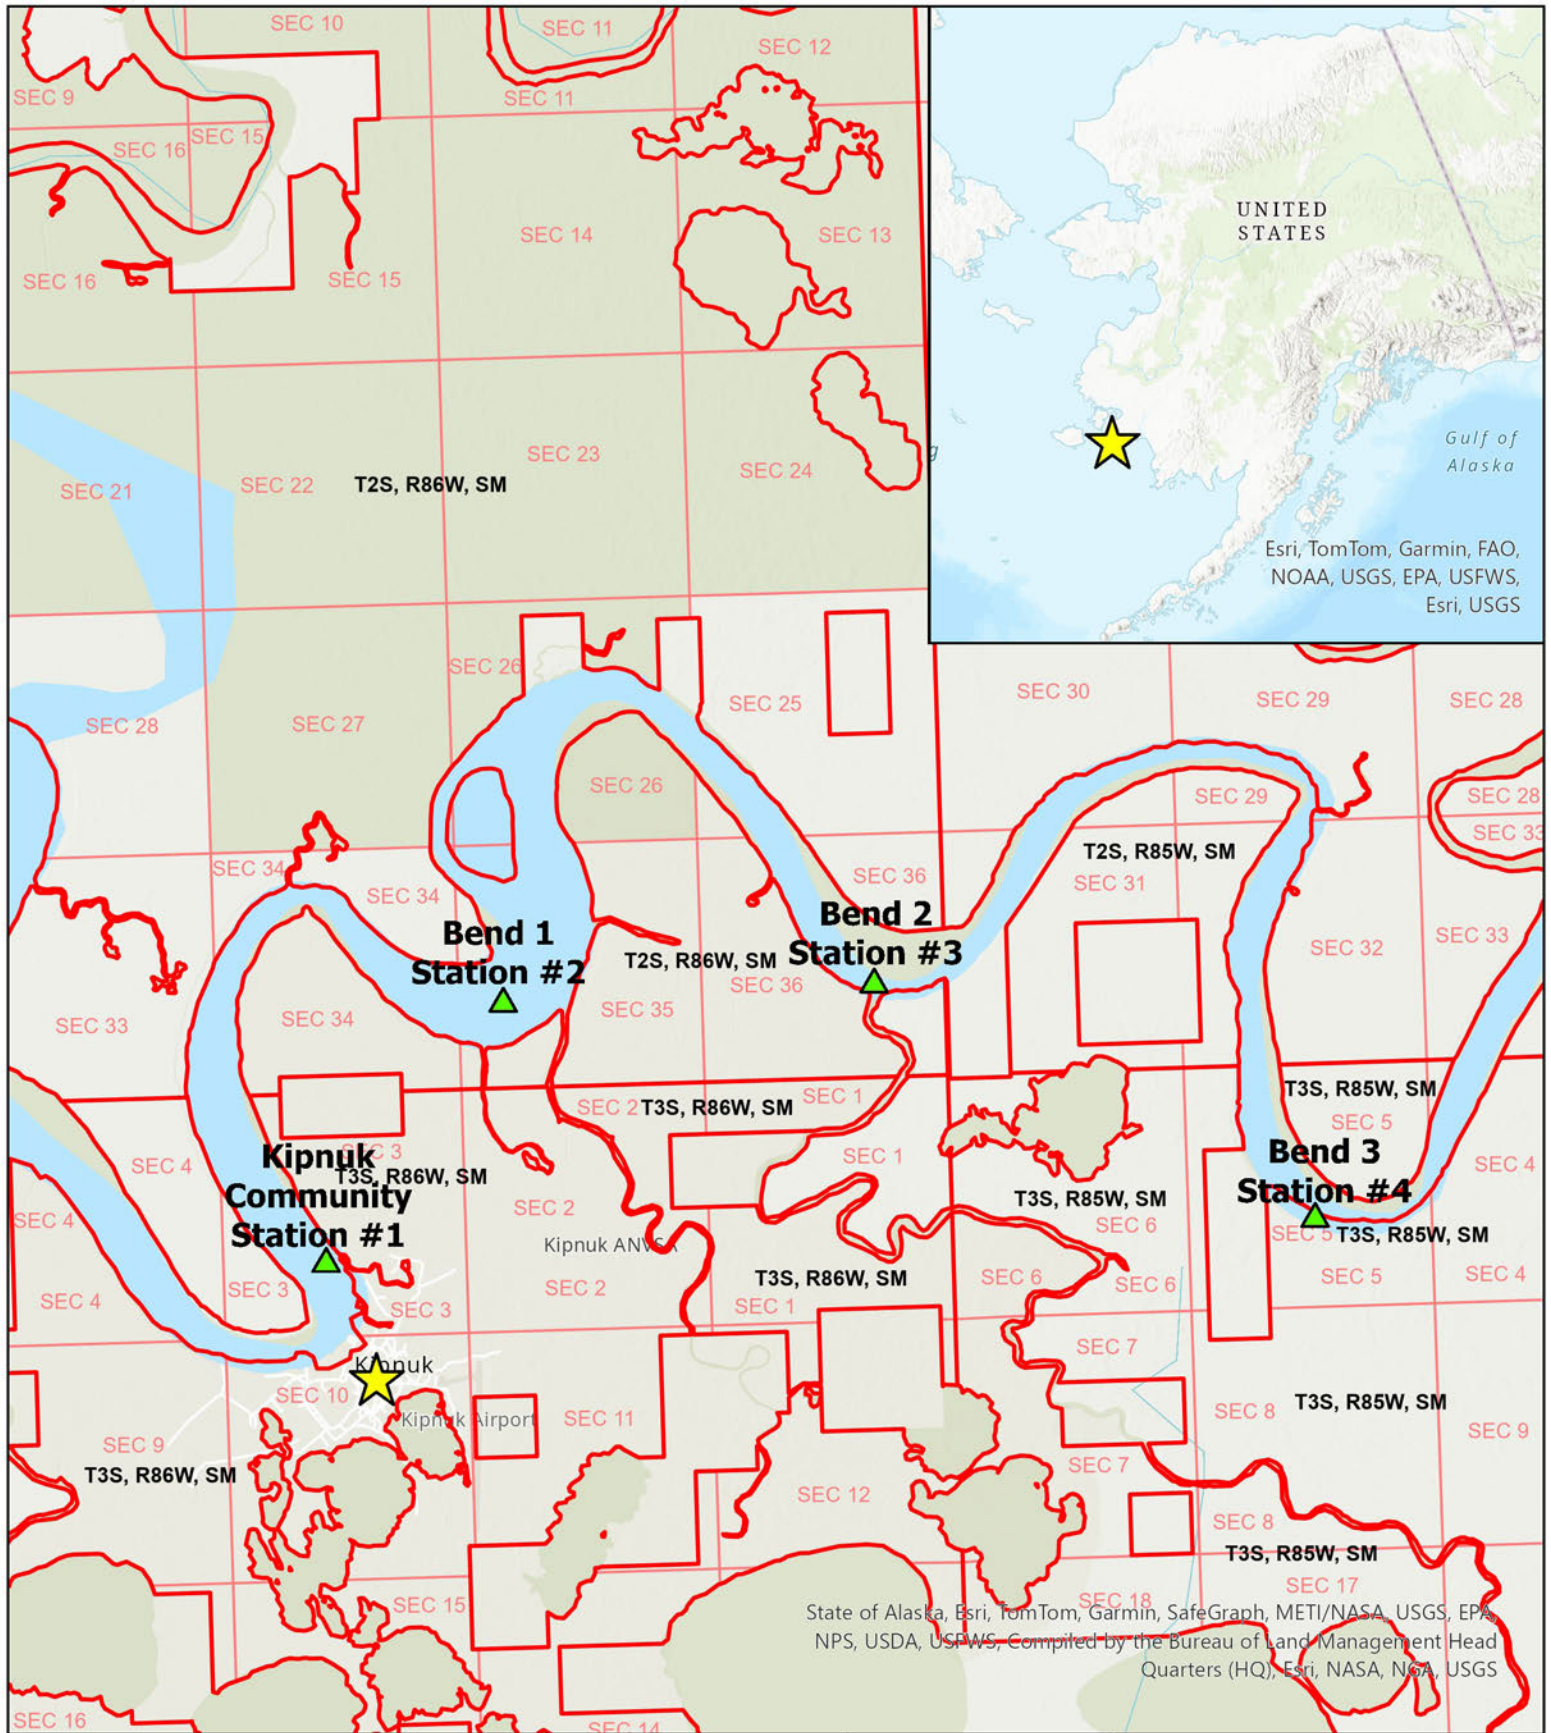 SEC 10
SEC 11
SEC 12
SEC 9
SEC 11
SEC 15
SEC 16
SEC 14
SEC 13
SEC 16
SEC 15
SEC 23
SEC 24
SEC 21
SEC 22
T2S, R86W, SM
UNITED
STATES
Gulf of
Alaska
Esri, TomTom, Garmin, FAO,
NOAA, USGS, EPA, USFWS,
Esri, USGS
SEC 26
SEC 25
SEC 30
SEC 29
SEC 28
SEC 28
SEC 27
SEC 26
SEC 29
SEC 28
SEC 33
T2S, R85W, SM
SEC 34
SEC 34
SEC 36
SEC 31
Bend 1
Station #2
Bend 2
Station #3
T2S, R86W, SM
SEC 36
SEC 32
SEC 33
SEC 33
SEC 34
SEC 35
SEC 2
T3S, R86W, SM
SEC 1
T3S, R85W, SM
SEC 5
SEC 4
SEC 3
T3S, R86W, SM
Kipnuk
Community
Station #1
SEC 1
Bend 3
Station #4
SEC 4
SEC 4
SEC 2
T3S, R85W, SM
SEC 6
SEC 5
T3S, R85W, SM
Kipnuk ANVSA
SEC 4
SEC 3
SEC 3
SEC 2
T3S, R86W, SM
SEC 1
SEC 6
SEC 6
SEC 5
SEC 4
SEC 7
Kipnuk
SEC 10
Kipnuk Airport
SEC 11
SEC 8
T3S, R85W, SM
SEC 9
SEC 9
T3S, R86W, SM
SEC 7
SEC 12
SEC 8
T3S, R85W, SM
SEC 17
SEC 15
SEC 18
State of Alaska, Esri, TomTom, Garmin, SafeGraph, METI/NASA, USGS, EPA,
NPS, USDA, USFWS, Compiled by the Bureau of Land Management Head
Quarters (HQ), Esri, NASA, NGA, USGS
SEC 16
SEC 14